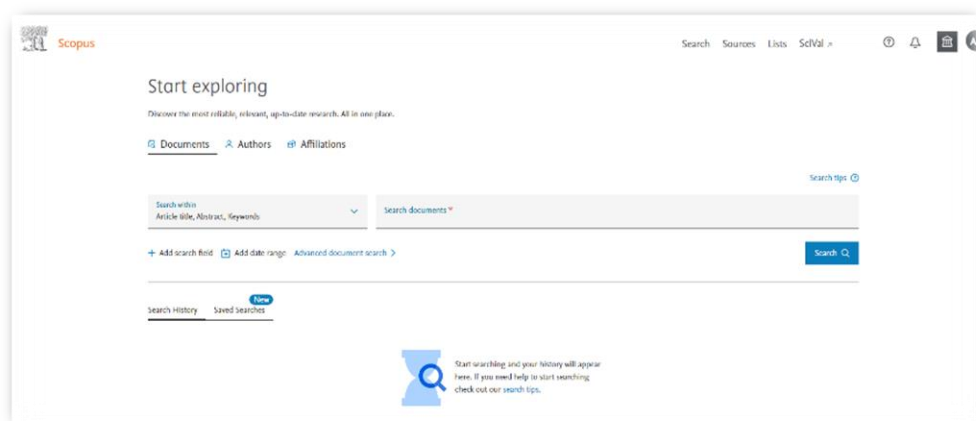 Scopus
Search Sources Lists SciVal ↗
Start exploring
Discover the most reliable, relevant, up-to-date research. All in one place.
Documents Authors Affiliations
Search tips
Search within
Article title, Abstract, Keywords
Search documents *
+ Add search field Add date range Advanced document search >
Search
New
Search History Saved Searches
Start searching and your history will appear
here. If you need help to start searching
check out our search tips.